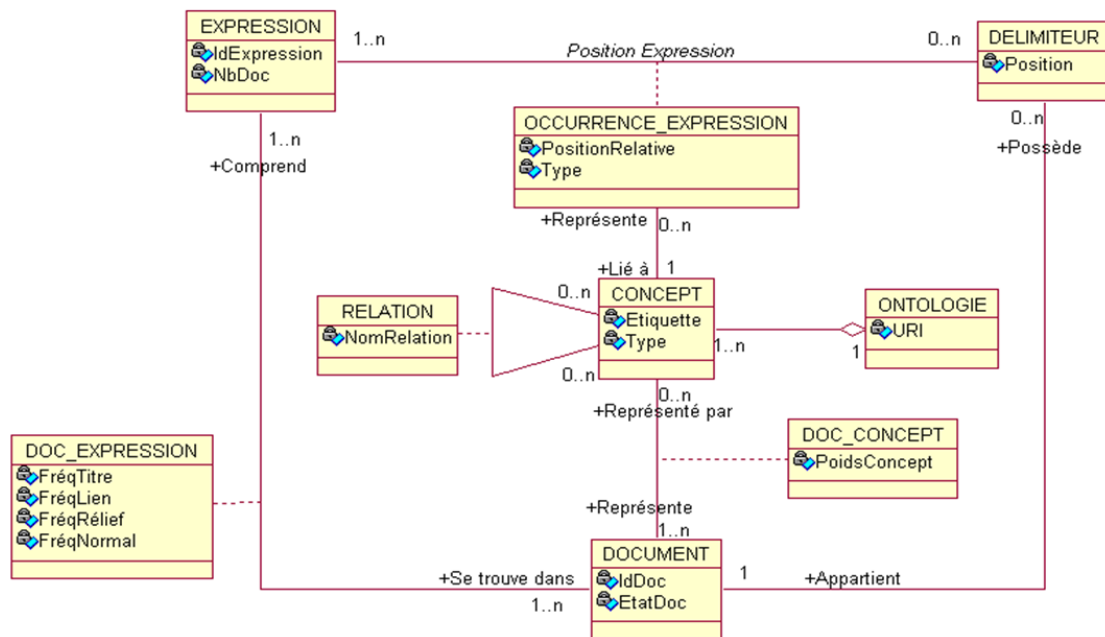 EXPRESSION
IdExpression
NbDoc
1..n
Position Expression
0..n
DELIMITEUR
Position
OCCURRENCE_EXPRESSION
PositionRelative
Type
1..n
+Comprend
0..n
+Possède
+Représente
0..n
+Lié à
1
RELATION
NomRelation
0..n
0..n
CONCEPT
Etiquette
Type
1..n
1
ONTOLOGIE
URI
0..n
+Représenté par
DOC_CONCEPT
PoidsConcept
DOC_EXPRESSION
FréqTitre
FréqLien
FréqRélief
FréqNormal
+Représente
1..n
DOCUMENT
IdDoc
EtatDoc
+Se trouve dans
1..n
1
+Appartient